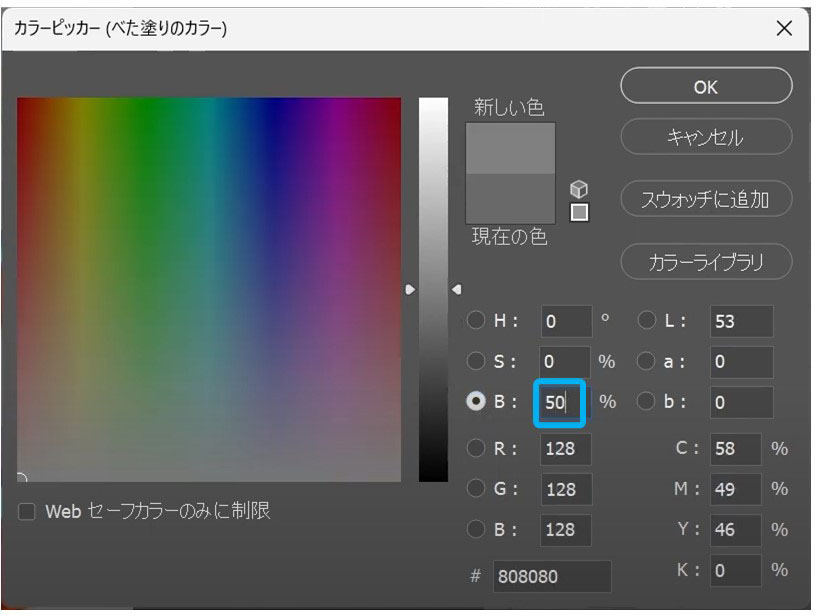 カラーピッカー (べた塗りのカラー)
新しい色
現在の色
OK
キャンセル
スウォッチに追加
カラーライブラリ
H : 0 ° L : 53
S : 0 % a : 0
B : 50 % b : 0
R : 128 C : 58 %
G : 128 M : 49 %
B : 128 Y : 46 %
# 808080 K : 0 %
Web セーフカラーのみに制限